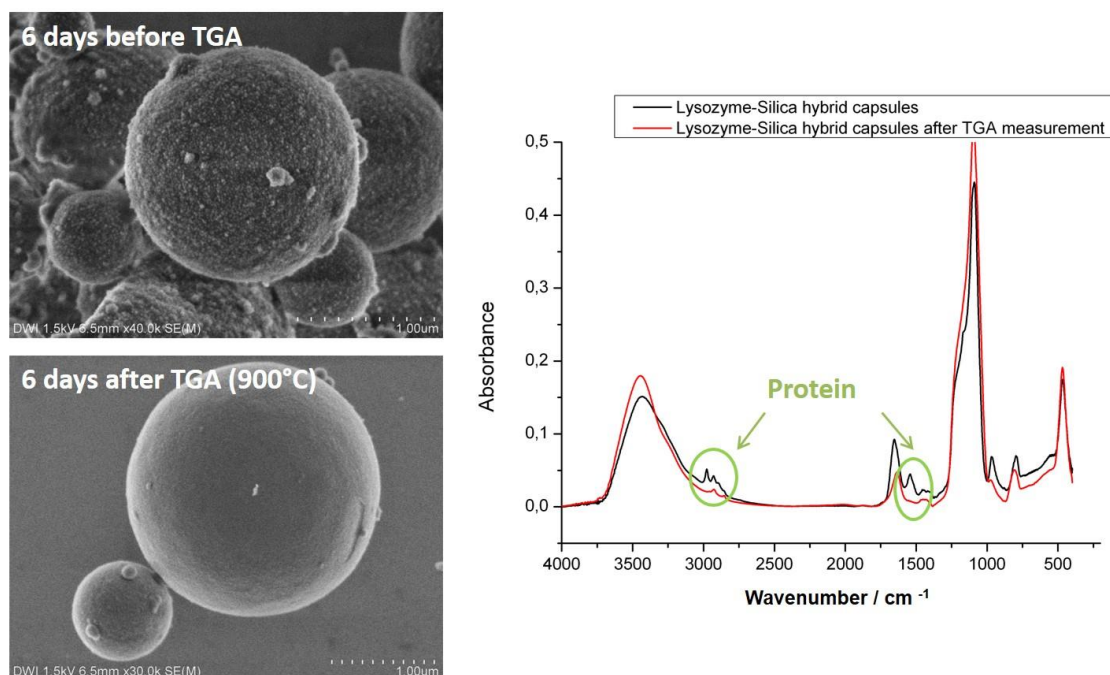 6 days before TGA
DWI 1.5kV 6.5mm x40.0k SE(M)
1.00um
6 days after TGA (900°C)
DWI 1.5kV 6.5mm x30.0k SE(M)
1.00um
Lysozyme-Silica hybrid capsules
Lysozyme-Silica hybrid capsules after TGA measurement
0,5
0,4
0,3
0,2
0,1
0,0
Absorbance
Protein
4000 3500 3000 2500 2000 1500 1000 500
Wavenumber / cm -1